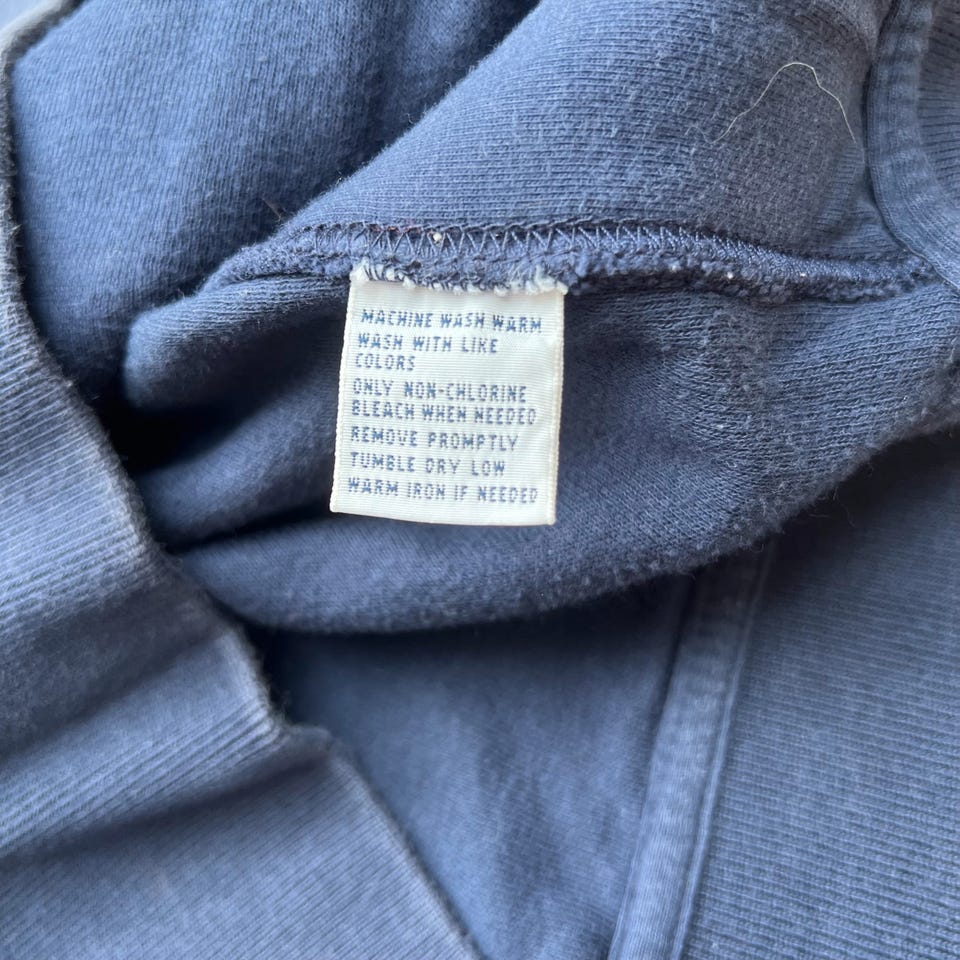 MACHINE WASH WARM
WASH WITH LIKE
COLORS
ONLY NON-CHLORINE
BLEACH WHEN NEEDED
REMOVE PROMPTLY
TUMBLE DRY LOW
WARM IRON IF NEEDED